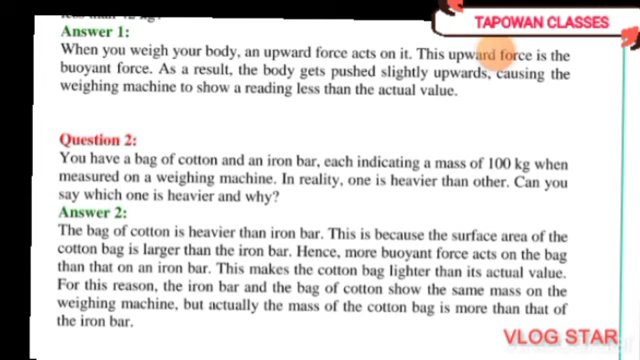 TAPOWAN CLASSES
Answer 1:
When you weigh your body, an upward force acts on it. This upward force is the
buoyant force. As a result, the body gets pushed slightly upwards, causing the
weighing machine to show a reading less than the actual value.
Question 2:
You have a bag of cotton and an iron bar, each indicating a mass of 100 kg when
measured on a weighing machine. In reality, one is heavier than other. Can you
say which one is heavier and why?
Answer 2:
The bag of cotton is heavier than iron bar. This is because the surface area of the
cotton bag is larger than the iron bar. Hence, more buoyant force acts on the bag
than that on an iron bar. This makes the cotton bag lighter than its actual value.
For this reason, the iron bar and the bag of cotton show the same mass on the
weighing machine, but actually the mass of the cotton bag is more than that of
the iron bar.
VLOG STAR